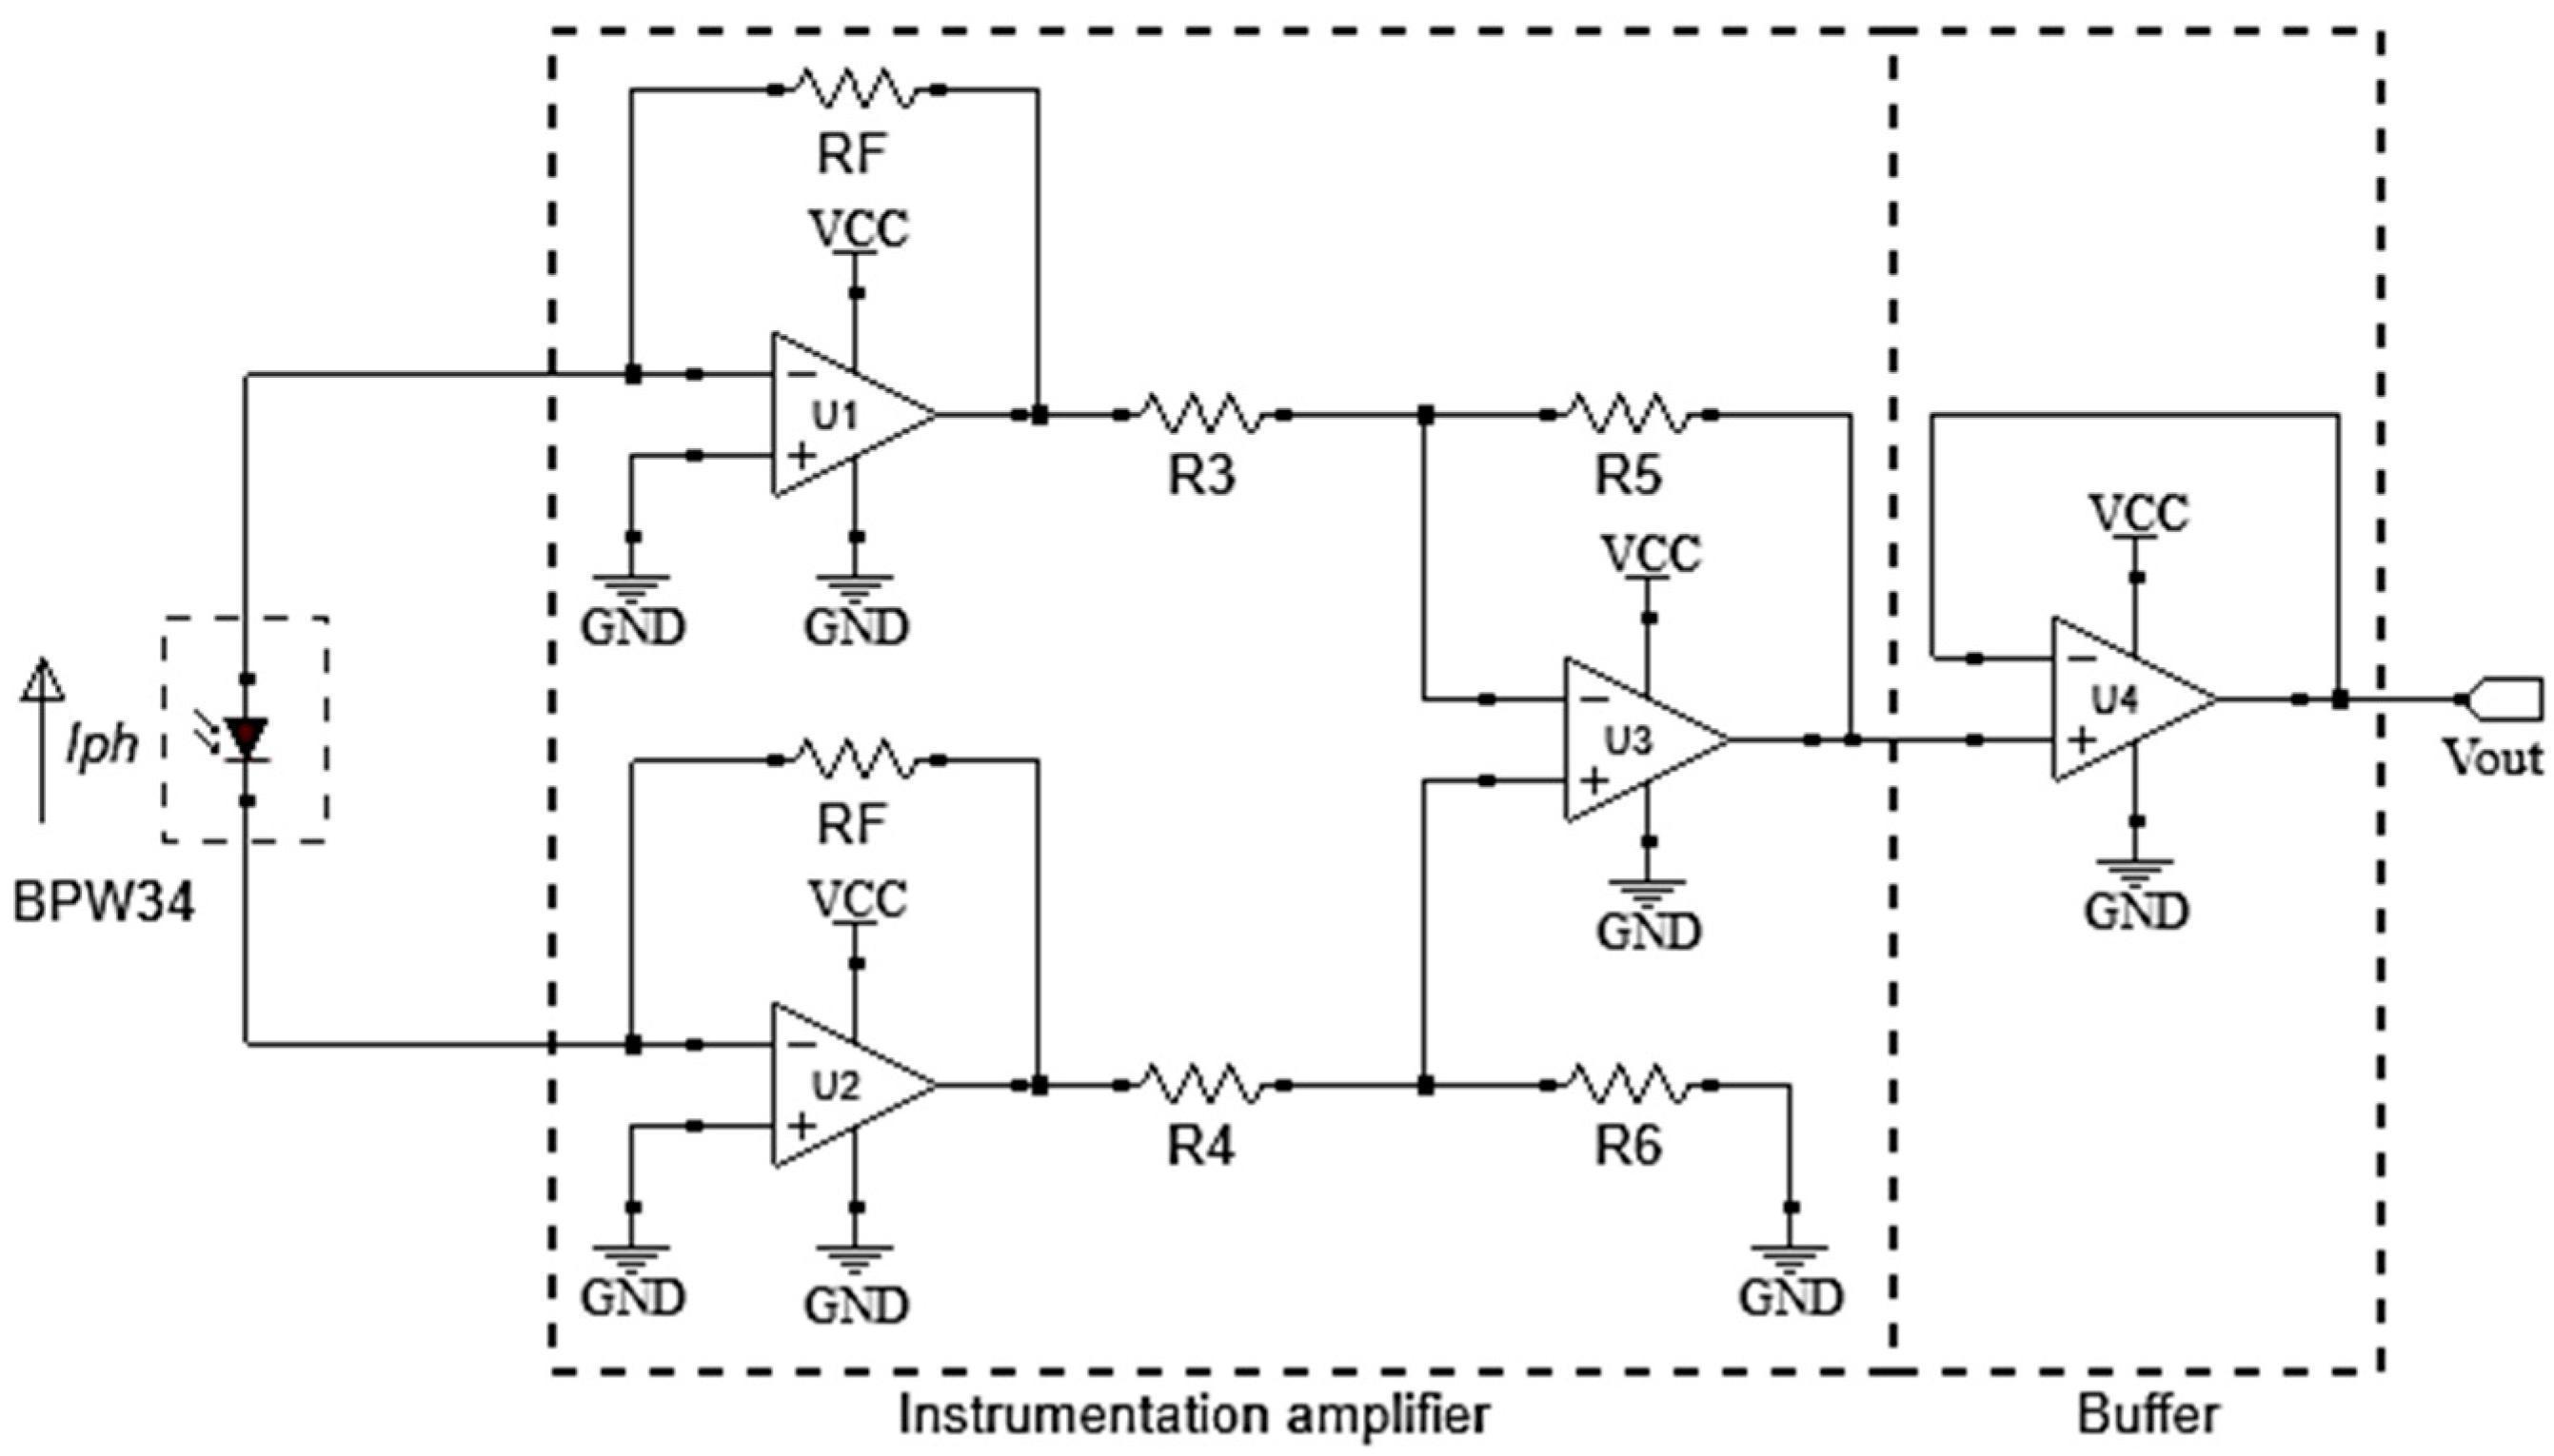 RF
VCC
−
U1
+
GND
GND
R3
R5
VCC
−
U3
+
GND
VCC
−
U4
+
GND
Vout
Iph
BPW34
RF
VCC
−
U2
+
GND
GND
R4
R6
GND
Instrumentation amplifier
Buffer